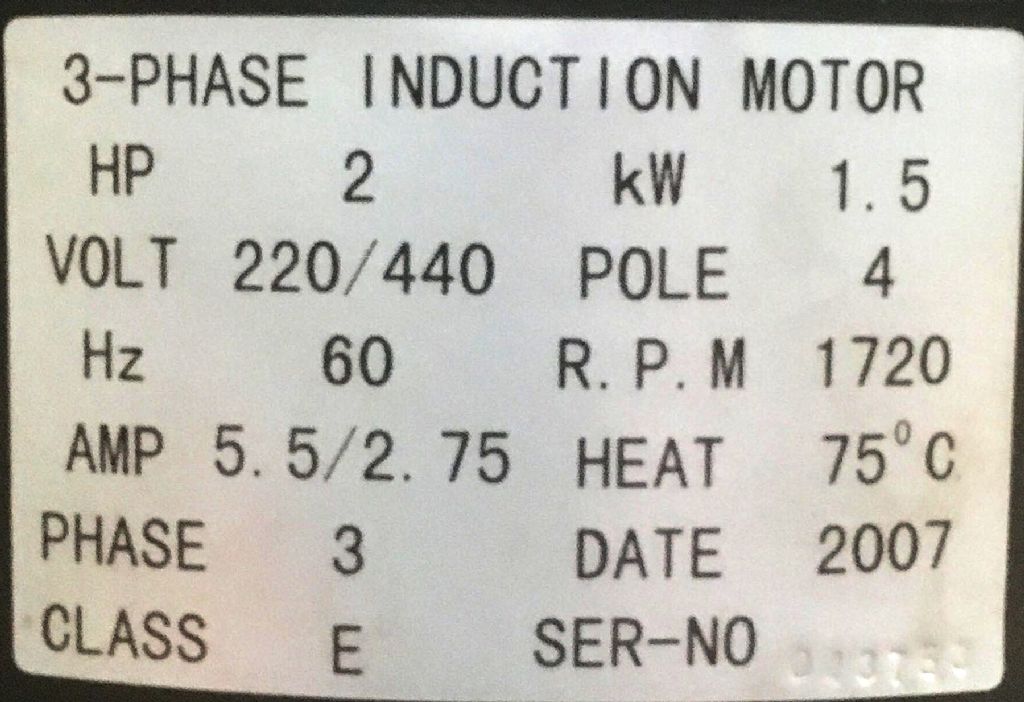 3-PHASE INDUCTION MOTOR
HP 2 kW 1.5
VOLT 220/440 POLE 4
Hz 60 R.P.M 1720
AMP 5.5/2.75 HEAT 75°C
PHASE 3 DATE 2007
CLASS E SER-NO